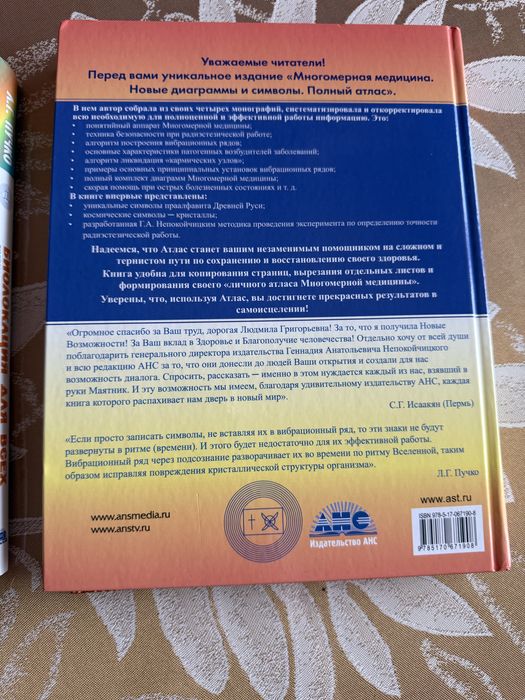 Уважаемые читатели!
Перед вами уникальное издание «Многомерная медицина.
Новые диаграммы и символы. Полный атлас».
В нем автор собрала из своих четырех монографий, систематизировала и откорректировала
всю необходимую для полноценной и эффективной работы информацию. Это:
• понятийный аппарат Многомерной медицины;
• техника безопасности при радиэстезической работе;
• алгоритм построения вибрационных рядов;
• основные характеристики патогенных возбудителей заболеваний;
• алгоритм ликвидации «кармических узлов»;
• примеры основных принципиальных установок вибрационных рядов;
• полный комплект диаграмм Многомерной медицины;
• скорая помощь при острых болезненных состояниях и т. д.
В книге впервые представлены:
• уникальные символы праалфавита Древней Руси;
• космические символы — кристаллы;
• разработанная Г.А. Непокойчицким методика проведения эксперимента по определению точности
радиэстезической работы.
Надеемся, что Атлас станет вашим незаменимым помощником на сложном и
тернистом пути по сохранению и восстановлению своего здоровья.
Книга удобна для копирования страниц, вырезания отдельных листов и
формирования своего «личного атласа Многомерной медицины».
Уверены, что, используя Атлас, вы достигнете прекрасных результатов в
самоисцелении!
«Огромное спасибо за Ваш труд, дорогая Людмила Григорьевна! За то, что я получила Новые
Возможности! За Ваш вклад в Здоровье и Благополучие человечества! Отдельно хочу от всей души
поблагодарить генерального директора издательства Геннадия Анатольевича Непокойчицкого
и всю редакцию АНС за то, что они донесли до людей Ваши открытия и создали для нас
возможность диалога. Спросить, рассказать — именно в этом нуждается каждый из нас, взявший в
руки Маятник. И эту возможность мы имеем, благодаря удивительному издательству АНС, каждая
книга которого распахивает нам дверь в новый мир».
С.Г. Исаакян (Пермь)
«Если просто записать символы, не вставляя их в вибрационный ряд, то эти знаки не будут
развернуты в ритме (времени). И этого будет недостаточно для их эффективной работы.
Вибрационный ряд через подсознание разворачивает их во времени по ритму Вселенной, таким
образом исправляя повреждения кристаллической структуры организма».
Л.Г. Пучко
www.ansmedia.ru
www.anstv.ru
АНС
Издательство АНС
www.ast.ru
ISBN 978-5-17-067190-8
9785170671908
БИОЛОКАЦИЯ ДЛЯ ВСЕХ